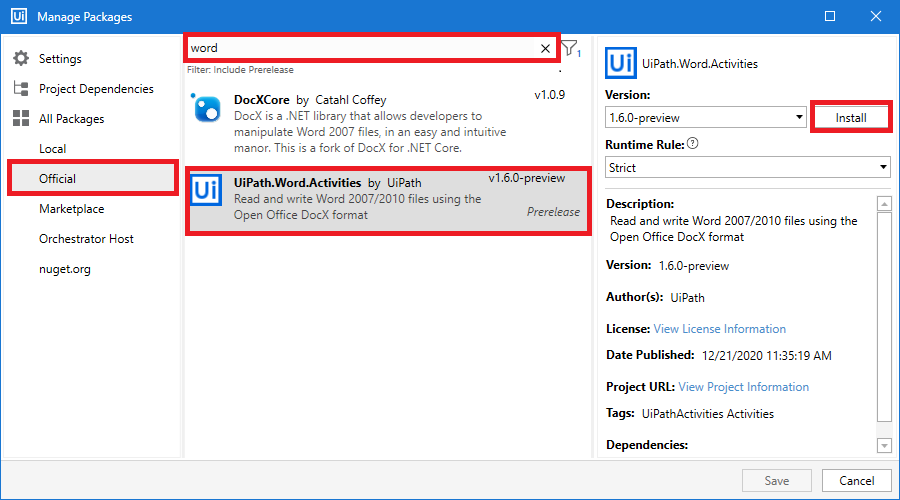 Ui Manage Packages
Settings
Project Dependencies
All Packages
Local
Official
Marketplace
Orchestrator Host
nuget.org
word
1
Filter: Include Prerelease
DocXCore by Catahl Coffey
v1.0.9
DocX is a .NET library that allows developers to
manipulate Word 2007 files, in an easy and intuitive
manor. This is a fork of DocX for .NET Core.
Ui
UiPath.Word.Activities by UiPath
v1.6.0-preview
Read and write Word 2007/2010 files using the
Open Office DocX format
Prerelease
Ui UiPath.Word.Activities
Version:
1.6.0-preview
Install
Runtime Rule: ?
Strict
Description:
Read and write Word 2007/2010 files using the
Open Office DocX format
Version: 1.6.0-preview
Author(s): UiPath
License: View License Information
Date Published: 12/21/2020 11:35:19 AM
Project URL: View Project Information
Tags: UiPathActivities Activities
Dependencies:
Save
Cancel